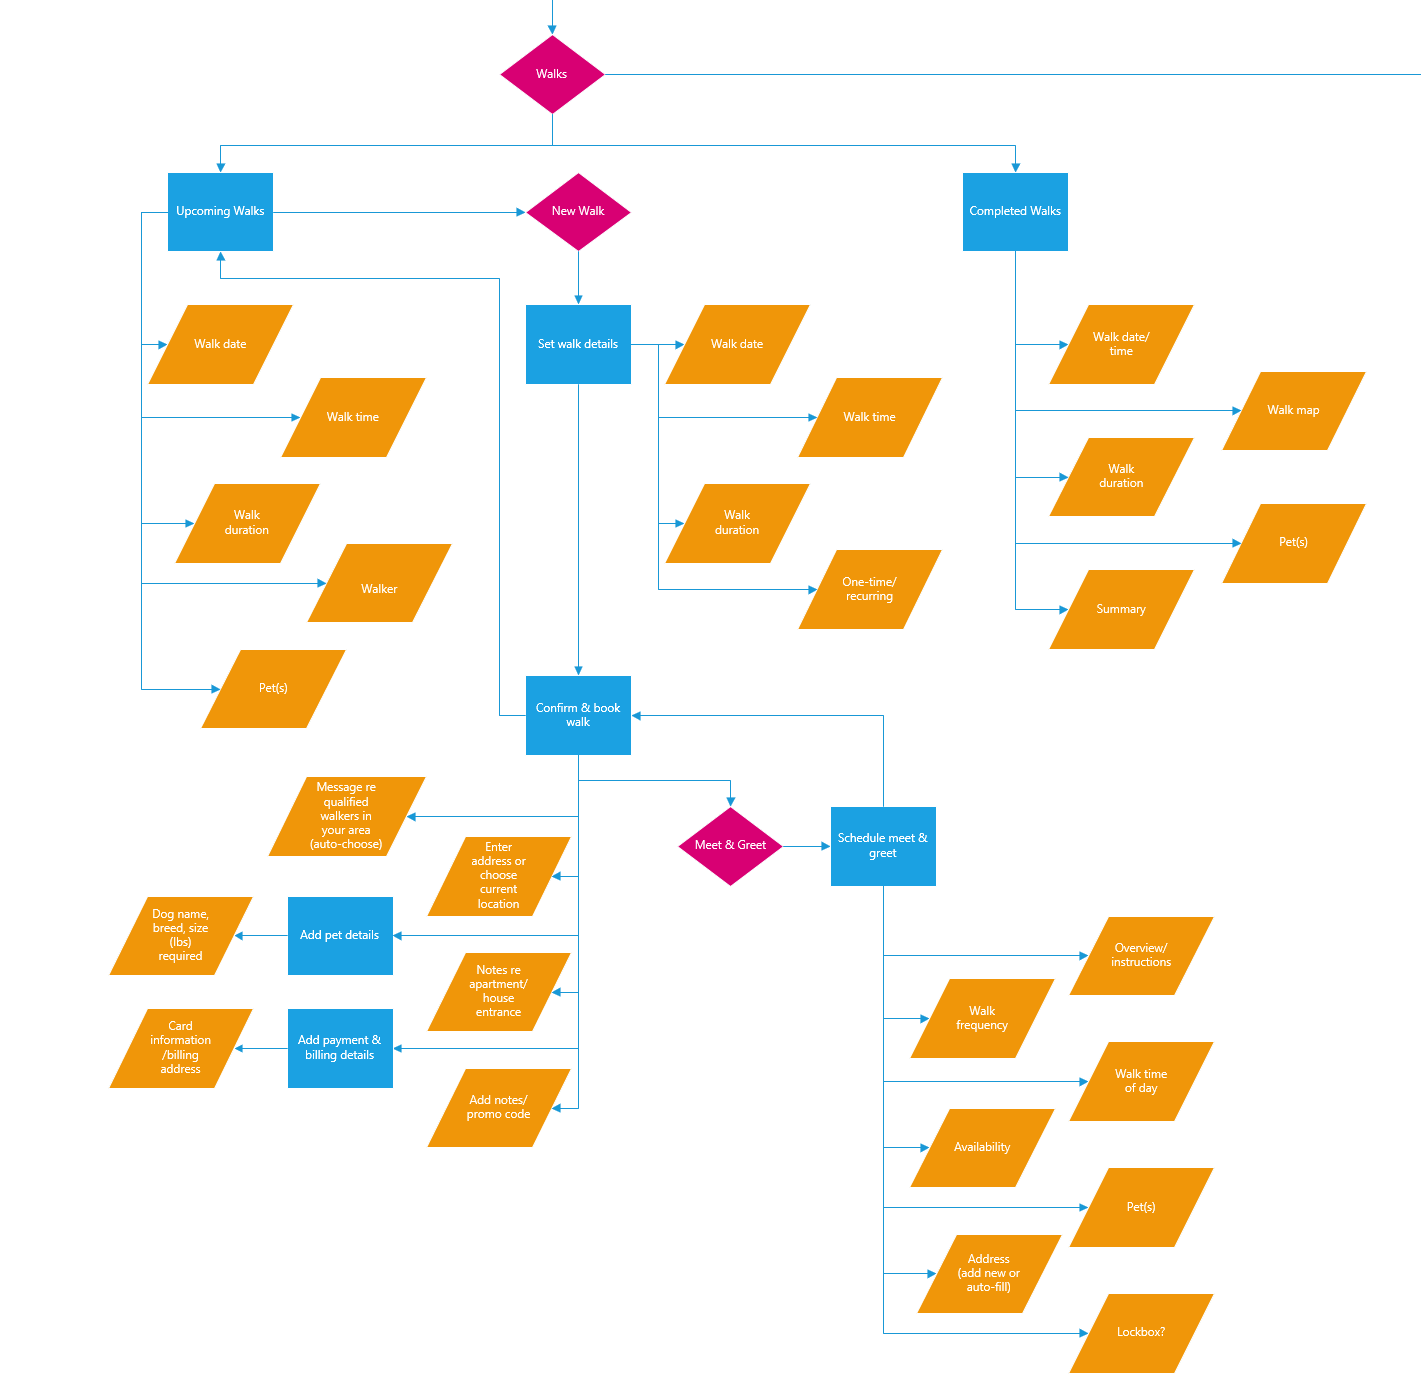 Walks
Upcoming Walks
New Walk
Completed Walks
Walk date
Set walk details
Walk date
Walk date/
time
Walk time
Walk time
Walk map
Walk
duration
Walk
duration
Walk
duration
Walker
One-time/
recurring
Pet(s)
Summary
Pet(s)
Confirm & book
walk
Message re
qualified
walkers in
your area
(auto-choose)
Meet & Greet
Schedule meet &
greet
Enter
address or
choose
current
location
Dog name,
breed, size
(lbs)
required
Add pet details
Notes re
apartment/
house
entrance
Card
information
/billing
address
Add payment &
billing details
Add notes/
promo code
Overview/
instructions
Walk
frequency
Walk time
of day
Availability
Pet(s)
Address
(add new or
auto-fill)
Lockbox?